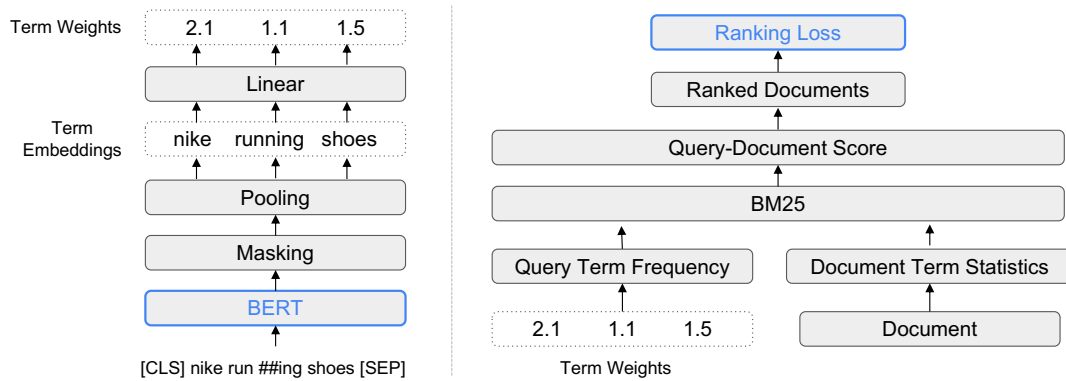 Term Weights
2.1 1.1 1.5
Linear
Term
Embeddings
nike running shoes
Pooling
Masking
BERT
[CLS] nike run ##ing shoes [SEP]
Ranking Loss
Ranked Documents
Query-Document Score
BM25
Query Term Frequency
Document Term Statistics
2.1 1.1 1.5
Document
Term Weights